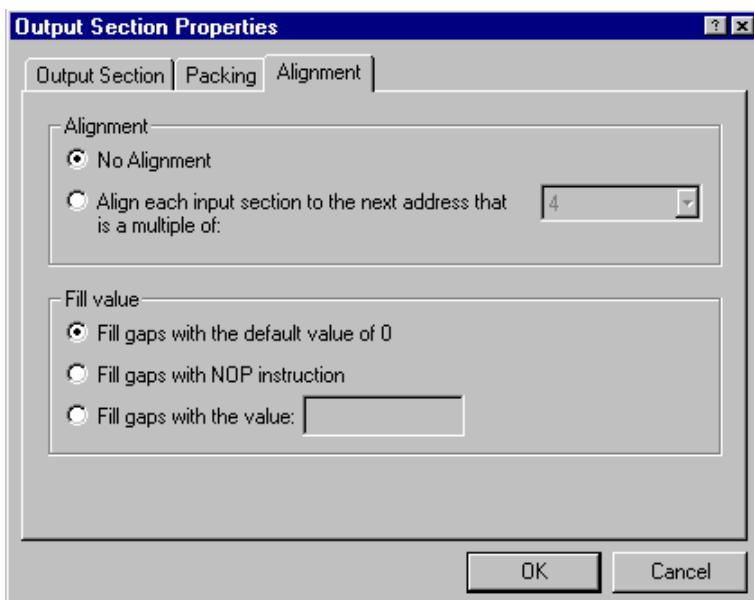 Output Section Properties
Output Section Packing Alignment
Alignment
No Alignment
Align each input section to the next address that
is a multiple of:
4
Fill value
Fill gaps with the default value of 0
Fill gaps with NOP instruction
Fill gaps with the value:
OK Cancel